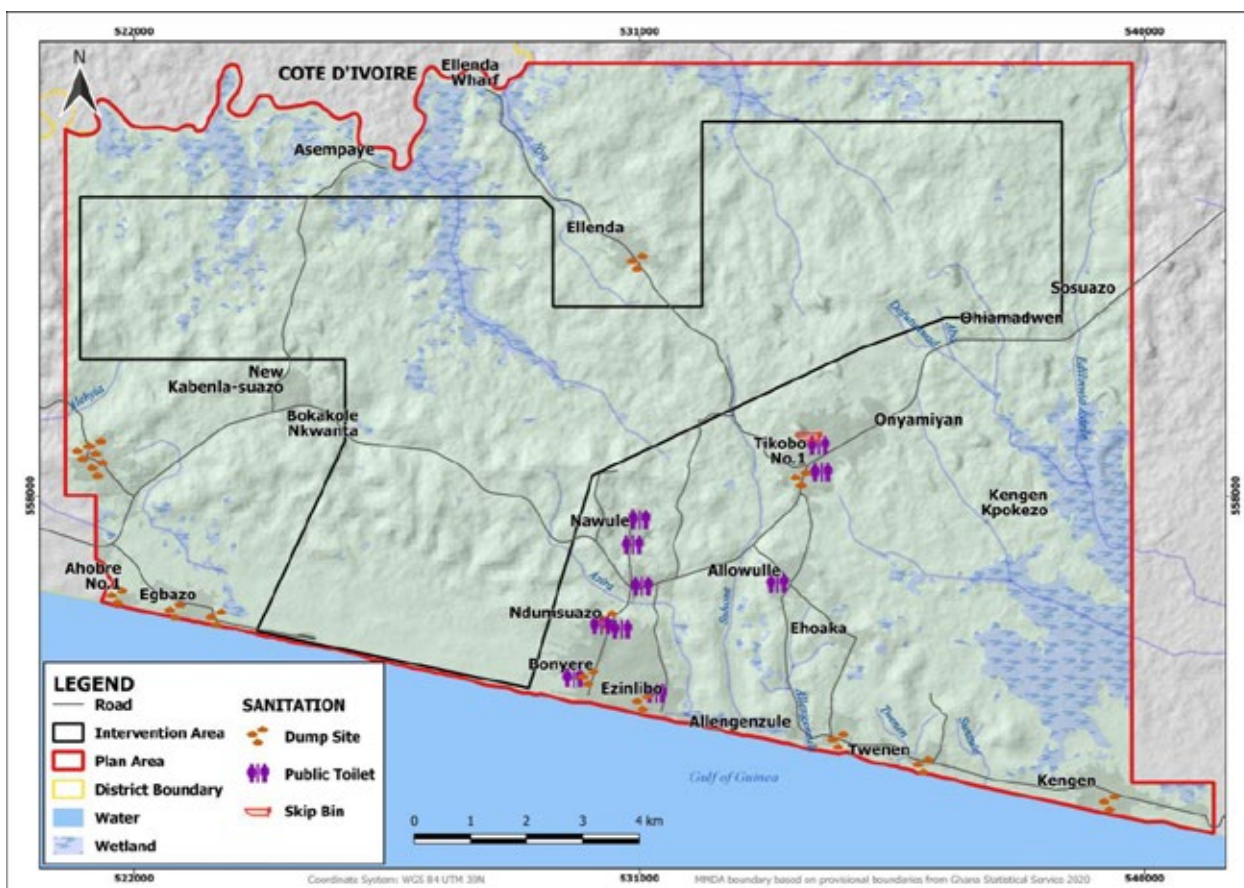 522000
531000
540000
N
COTE D'IVOIRE
Ellenda
Wharf
Asempaye
Ellenda
Sosuazo
Ohiamadwen
New
Kabenla-suazo
Bokakole
Nkwanta
Onyamiyan
Tikobo
No.1
558000
558000
Kengen
Kpokezo
Nawule
Allowulle
Ahobre
No.1
Egbazo
Ndumsuazo
Ehoaka
Bonyere
Ezinlibo
Allengenzule
Twenen
Twenen
Kengen
Gulf of Guinea
LEGEND
Road
Intervention Area
Plan Area
District Boundary
Water
Wetland
SANITATION
Dump Site
Public Toilet
Skip Bin
0 1 2 3 4 km
522000
531000
540000
Coordinate System: WGS 84 UTM 30N
MMDA boundary based on provisional boundaries from Ghana Statistical Service 2020